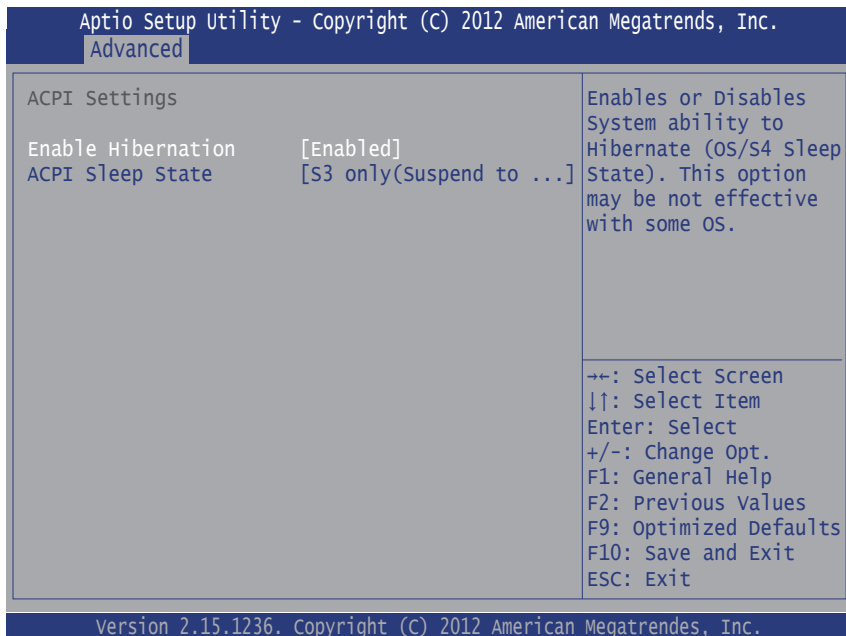 Aptio Setup Utility - Copyright (C) 2012 American Megatrends, Inc.
Advanced
ACPI Settings
Enable Hibernation [Enabled]
ACPI Sleep State [S3 only(Suspend to ...]
Enables or Disables
System ability to
Hibernate (OS/S4 Sleep
State). This option
may be not effective
with some OS.
→←: Select Screen
↓↑: Select Item
Enter: Select
+/-: Change Opt.
F1: General Help
F2: Previous Values
F9: Optimized Defaults
F10: Save and Exit
ESC: Exit
Version 2.15.1236. Copyright (C) 2012 American Megatrendes, Inc.